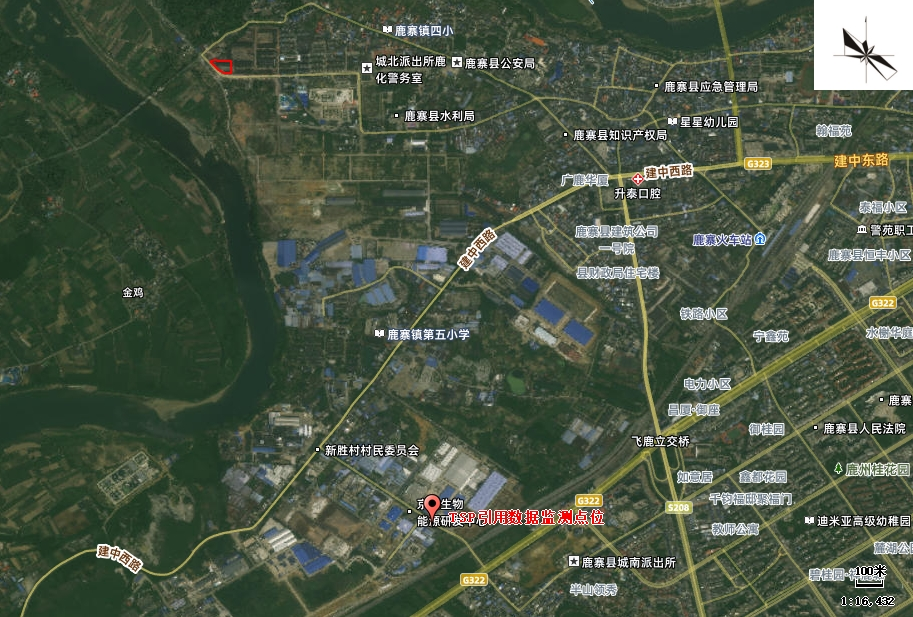 鹿寨镇四小
城北派出所鹿
化警务室
鹿寨县公安局
鹿寨县应急管理局
鹿寨县水利局
星星幼儿园
鹿寨县知识产权局
翰福苑
G323
建中东路
建中西路
广鹿华厦
升泰口腔
泰福小区
警苑职工
鹿寨县建筑公司
一号院
鹿寨火车站
建中西路
鹿寨县恒丰小区
县财政局住宅楼
金鸡
G322
铁路小区
鹿寨镇第五小学
宁鑫苑
水榭华庭
电力小区
鹿寨
昌厦·御座
御桂园
鹿寨县人民法院
飞鹿立交桥
新胜村村民委员会
鹿州桂花园
如意居
鑫都花园
千钧福邸聚福门
G322
S208
生物
TSP引用数据监测点位
迪米亚高级幼稚园
教师公寓
麓湖公
建中西路
鹿寨县城南派出所
碧桂园·
100米
G322
半山领秀
1:16,432